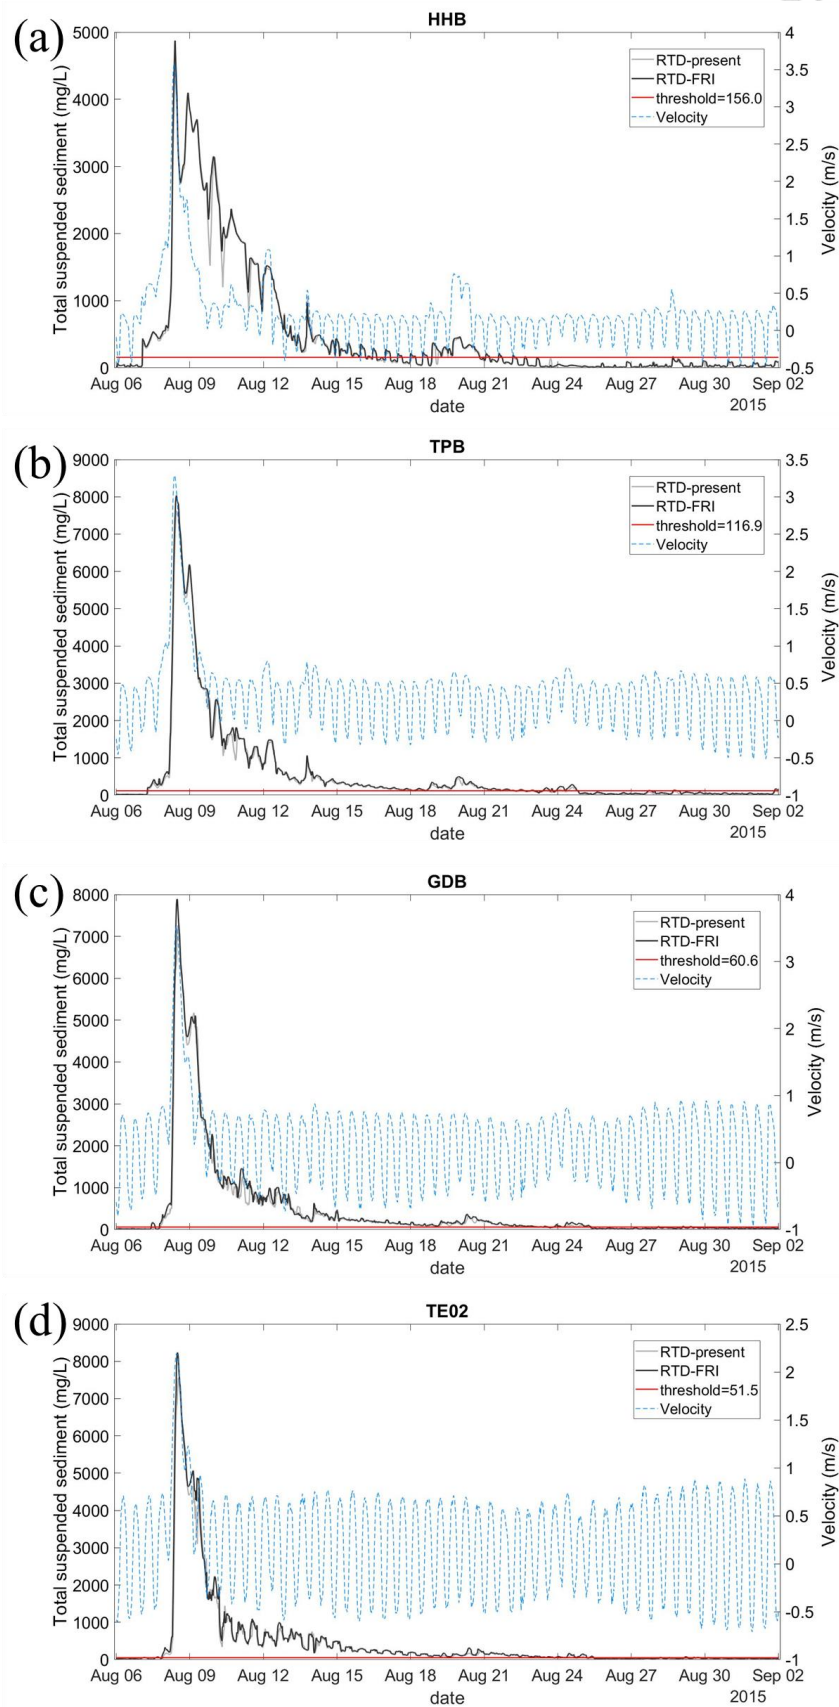 (a)
HHB
Total suspended sediment (mg/L)
5000
4000
3000
2000
1000
0
4
3.5
3
2.5
2
1.5
1
0.5
0
-0.5
Velocity (m/s)
RTD-present
RTD-FRI
threshold=156.0
Velocity
Aug 06 Aug 09 Aug 12 Aug 15 Aug 18 Aug 21 Aug 24 Aug 27 Aug 30 Sep 02
date
2015
(b)
TPB
Total suspended sediment (mg/L)
9000
8000
7000
6000
5000
4000
3000
2000
1000
0
3.5
3
2.5
2
1.5
1
0.5
0
-0.5
-1
Velocity (m/s)
RTD-present
RTD-FRI
threshold=116.9
Velocity
Aug 06 Aug 09 Aug 12 Aug 15 Aug 18 Aug 21 Aug 24 Aug 27 Aug 30 Sep 02
date
2015
(c)
GDB
Total suspended sediment (mg/L)
8000
7000
6000
5000
4000
3000
2000
1000
0
4
3
2
1
0
-1
Velocity (m/s)
RTD-present
RTD-FRI
threshold=60.6
Velocity
Aug 06 Aug 09 Aug 12 Aug 15 Aug 18 Aug 21 Aug 24 Aug 27 Aug 30 Sep 02
date
2015
(d)
TE02
Total suspended sediment (mg/L)
9000
8000
7000
6000
5000
4000
3000
2000
1000
0
2.5
2
1.5
1
0.5
0
-0.5
-1
Velocity (m/s)
RTD-present
RTD-FRI
threshold=51.5
Velocity
Aug 06 Aug 09 Aug 12 Aug 15 Aug 18 Aug 21 Aug 24 Aug 27 Aug 30 Sep 02
date
2015